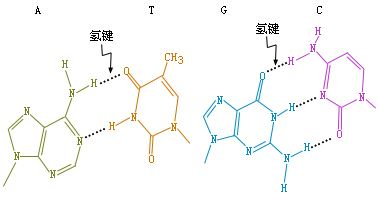 A T G C
氢键 氢键
H
N H O CH3
N N H N
N N O N
H
O N H N
N N H N
N N N H O
H